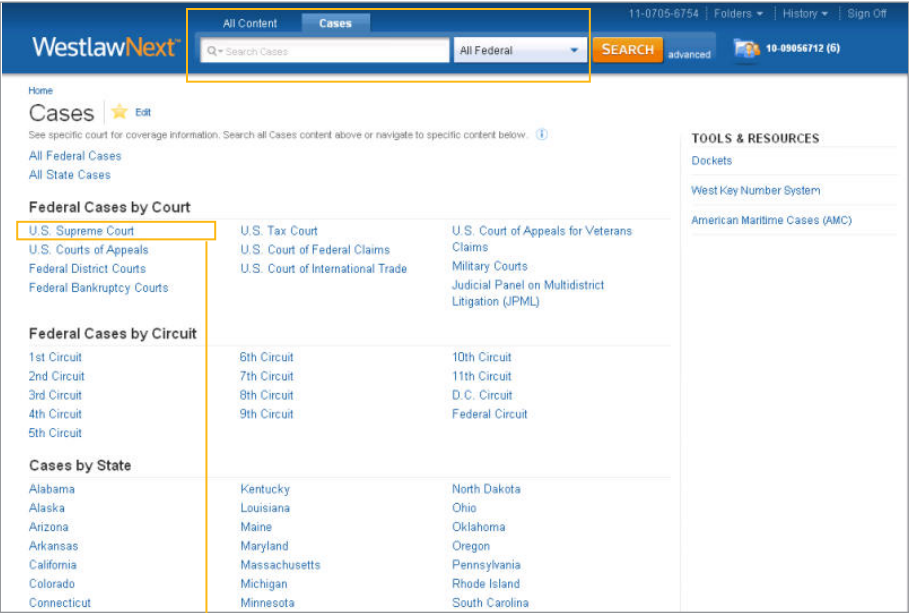 All Content Cases 11-0705-6754 Folders History Sign Off
WestlawNext™ Search Cases All Federal SEARCH advanced 10-09056712 (6)
Home
Cases Edit
See specific court for coverage information. Search all Cases content above or navigate to specific content below. i
All Federal Cases
All State Cases
Federal Cases by Court
U.S. Supreme Court
U.S. Courts of Appeals
Federal District Courts
Federal Bankruptcy Courts
U.S. Tax Court
U.S. Court of Federal Claims
U.S. Court of International Trade
U.S. Court of Appeals for Veterans
Claims
Military Courts
Judicial Panel on Multidistrict
Litigation (JPML)
Federal Cases by Circuit
1st Circuit
2nd Circuit
3rd Circuit
4th Circuit
5th Circuit
6th Circuit
7th Circuit
8th Circuit
9th Circuit
10th Circuit
11th Circuit
D.C. Circuit
Federal Circuit
Cases by State
Alabama
Alaska
Arizona
Arkansas
California
Colorado
Connecticut
Kentucky
Louisiana
Maine
Maryland
Massachusetts
Michigan
Minnesota
North Dakota
Ohio
Oklahoma
Oregon
Pennsylvania
Rhode Island
South Carolina
TOOLS & RESOURCES
Dockets
West Key Number System
American Maritime Cases (AMC)